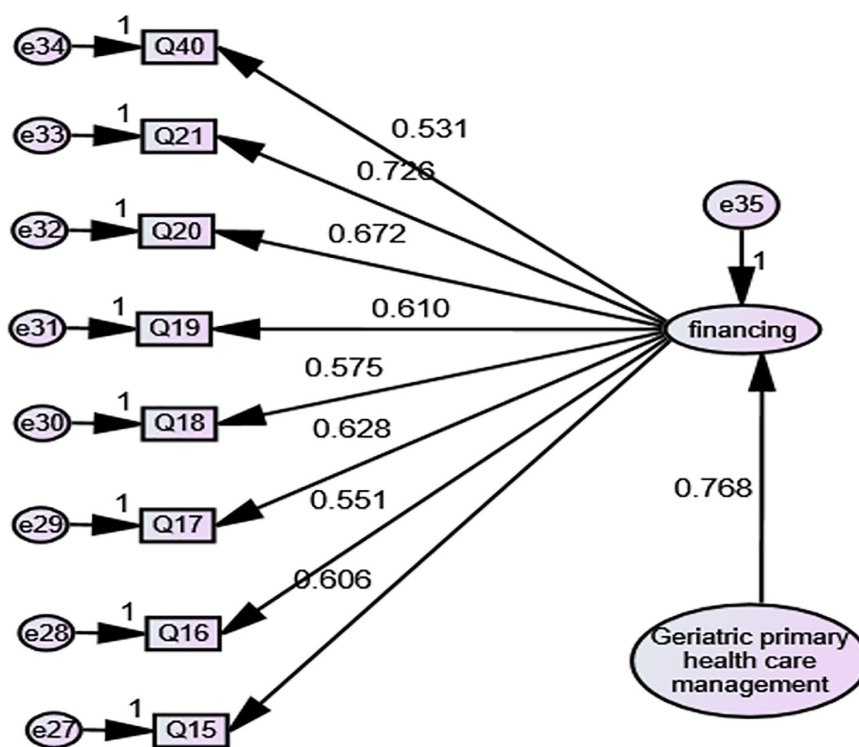 e34 1 Q40
0.531
e33 1 Q21
0.726
e32 1 Q20
0.672
e35
1
e31 1 Q19
0.610
financing
e30 1 Q18
0.575
e29 1 Q17
0.628
0.768
e28 1 Q16
0.551
e27 1 Q15
0.606
Geriatric primary
health care
management